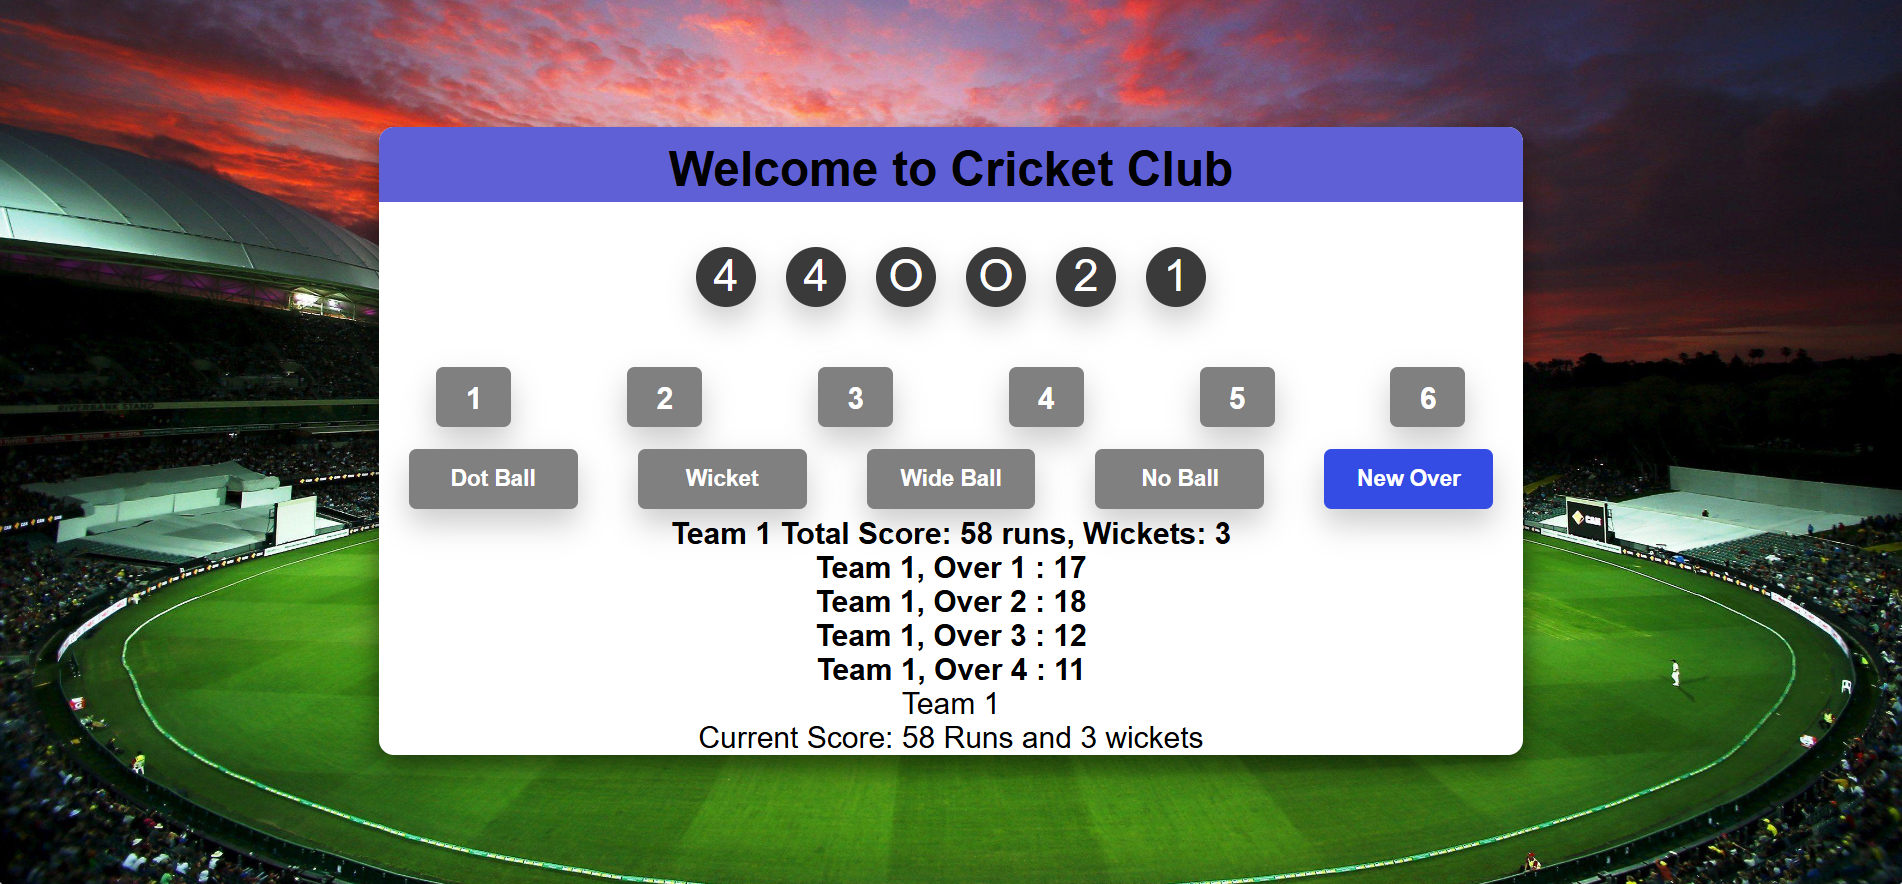 Welcome to Cricket Club
4 4 O O 2 1
1 2 3 4 5 6
Dot Ball Wicket Wide Ball No Ball New Over
Team 1 Total Score: 58 runs, Wickets: 3
Team 1, Over 1 : 17
Team 1, Over 2 : 18
Team 1, Over 3 : 12
Team 1, Over 4 : 11
Team 1
Current Score: 58 Runs and 3 wickets
RIVERBANK STAND